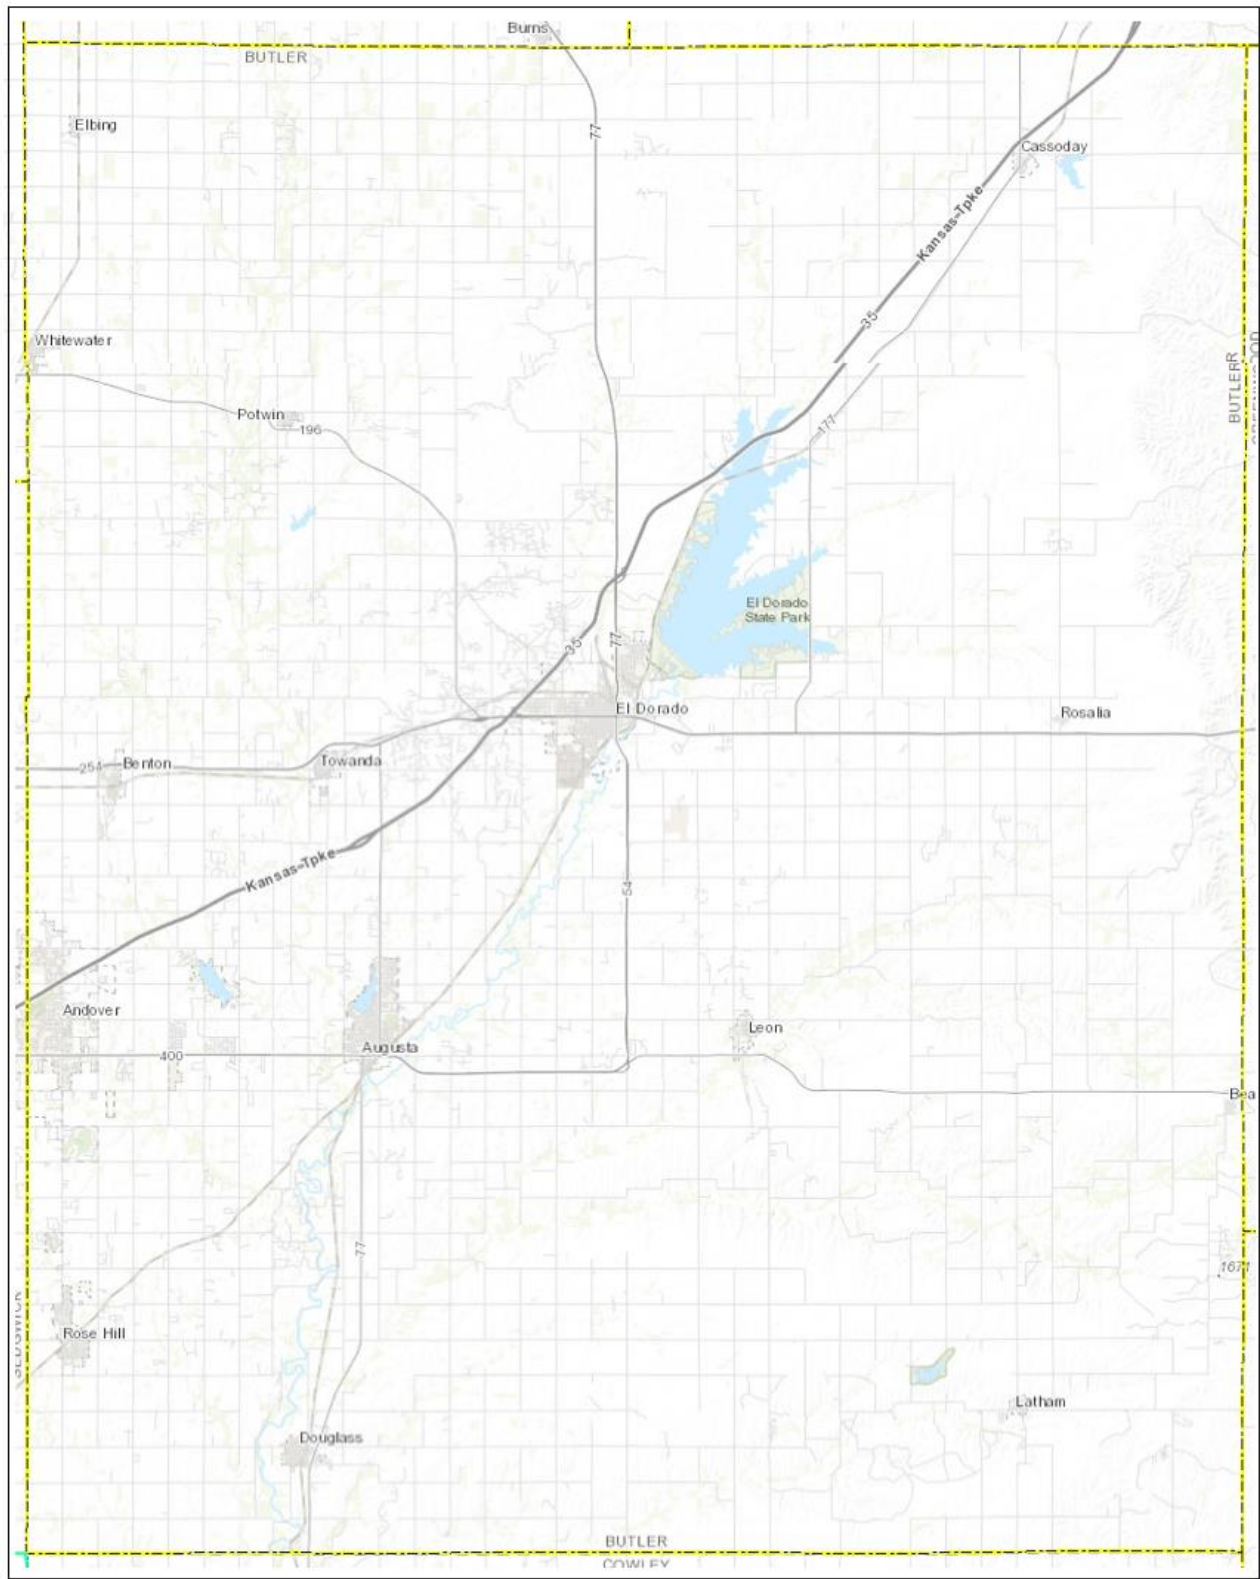 Burns
BUTLER
Elbing
77
Cassoday
Kansas-Tpke
35
Whitewater
BUTLER
Potwin
196
177
El Dorado
State Park
35
77
El Dorado
Rosalia
254
Benton
Towanda
Kansas-Tpke
54
Andover
Leon
Augusta
400
Bea
77
Rose Hill
Latham
Douglass
BUTLER
COWLEY